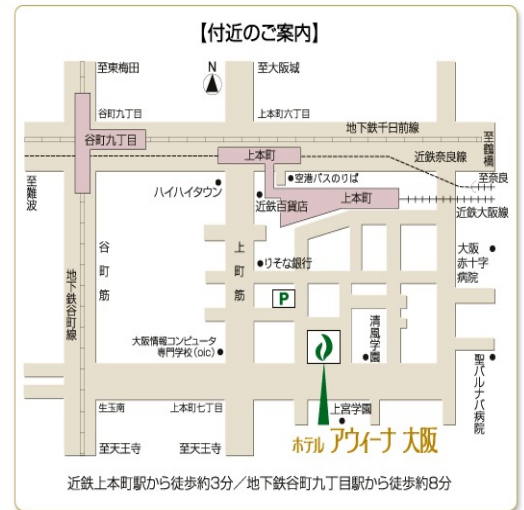 【付近のご案内】
至東梅田
N
至大阪城
谷町九丁目
上本町六丁目
地下鉄千日前線
谷町九丁目
上本町
近鉄奈良線
至鶴橋
至難波
ハイハイタウン
空港バスのりば
至奈良
近鉄百貨店
上本町
近鉄大阪線
谷町筋
上町筋
りそな銀行
大阪
赤十字
病院
地下鉄谷町線
P
大阪情報コンピュータ
専門学校(oic)
清風学園
聖バルナバ病院
生玉南
上本町七丁目
上宮学園
至天王寺
至天王寺
ホテル アウィーナ 大阪
近鉄上本町駅から徒歩約3分/地下鉄谷町九丁目駅から徒歩約8分